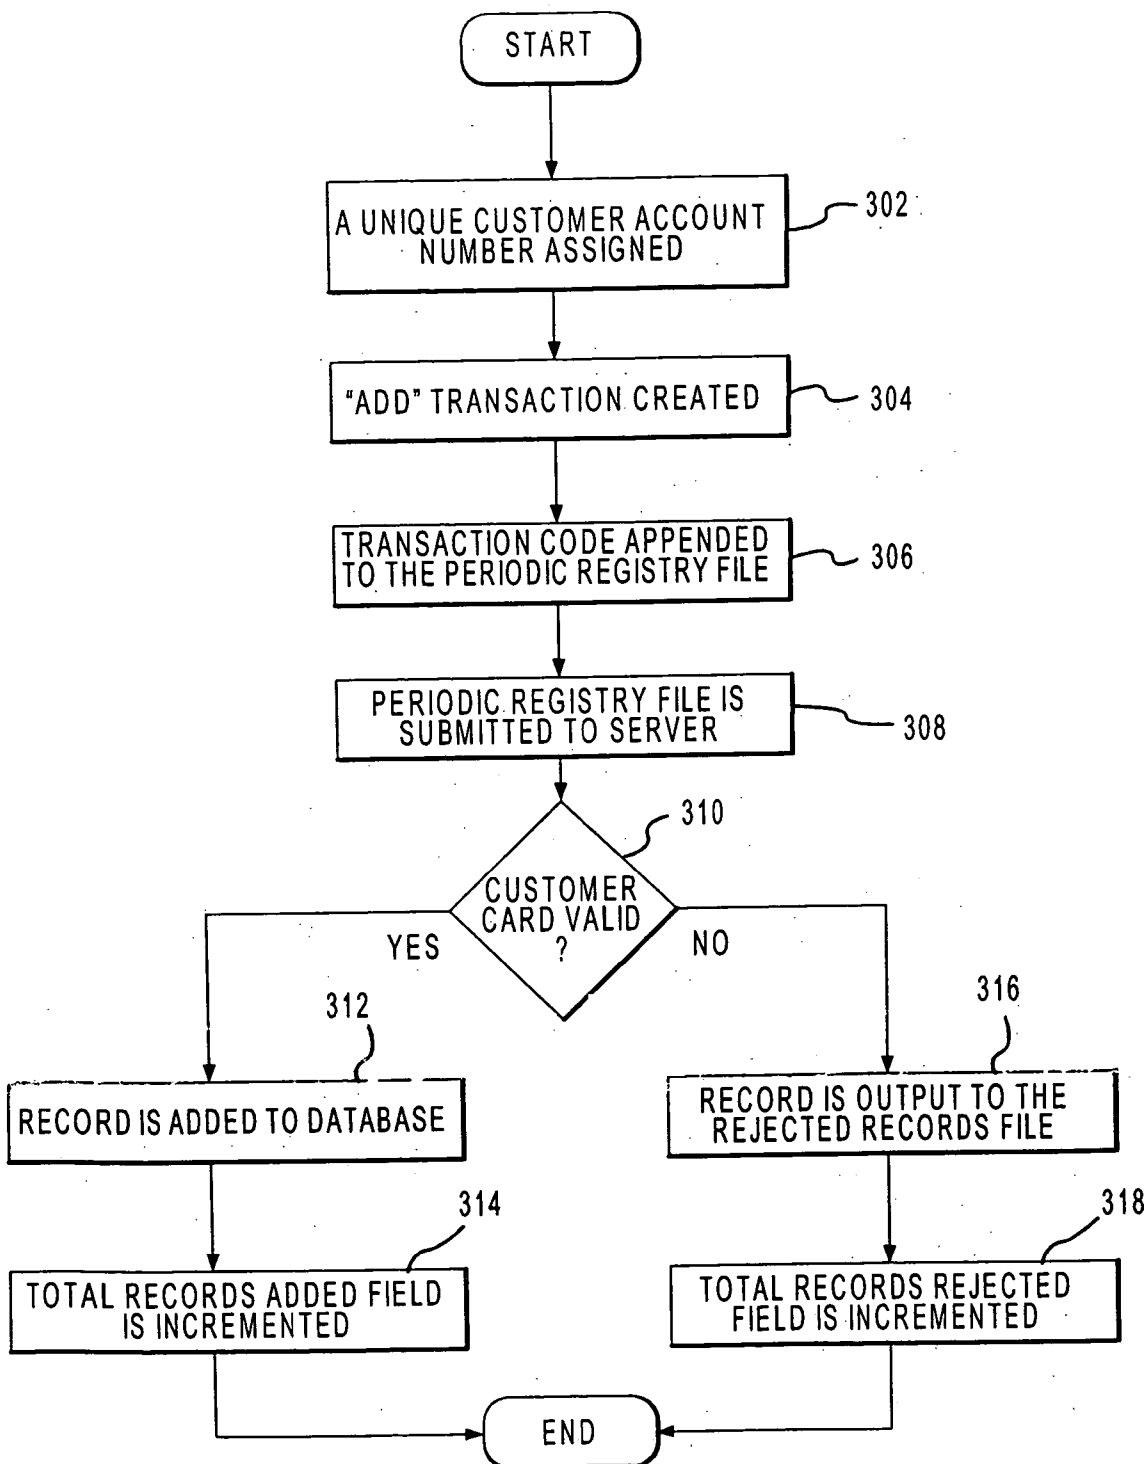 START
A UNIQUE CUSTOMER ACCOUNT
NUMBER ASSIGNED
302
"ADD" TRANSACTION CREATED
304
TRANSACTION CODE APPENDED
TO THE PERIODIC REGISTRY FILE
306
PERIODIC REGISTRY FILE IS
SUBMITTED TO SERVER
308
310
CUSTOMER
CARD VALID
?
YES
NO
312
RECORD IS ADDED TO DATABASE
316
RECORD IS OUTPUT TO THE
REJECTED RECORDS FILE
314
TOTAL RECORDS ADDED FIELD
IS INCREMENTED
318
TOTAL RECORDS REJECTED
FIELD IS INCREMENTED
END